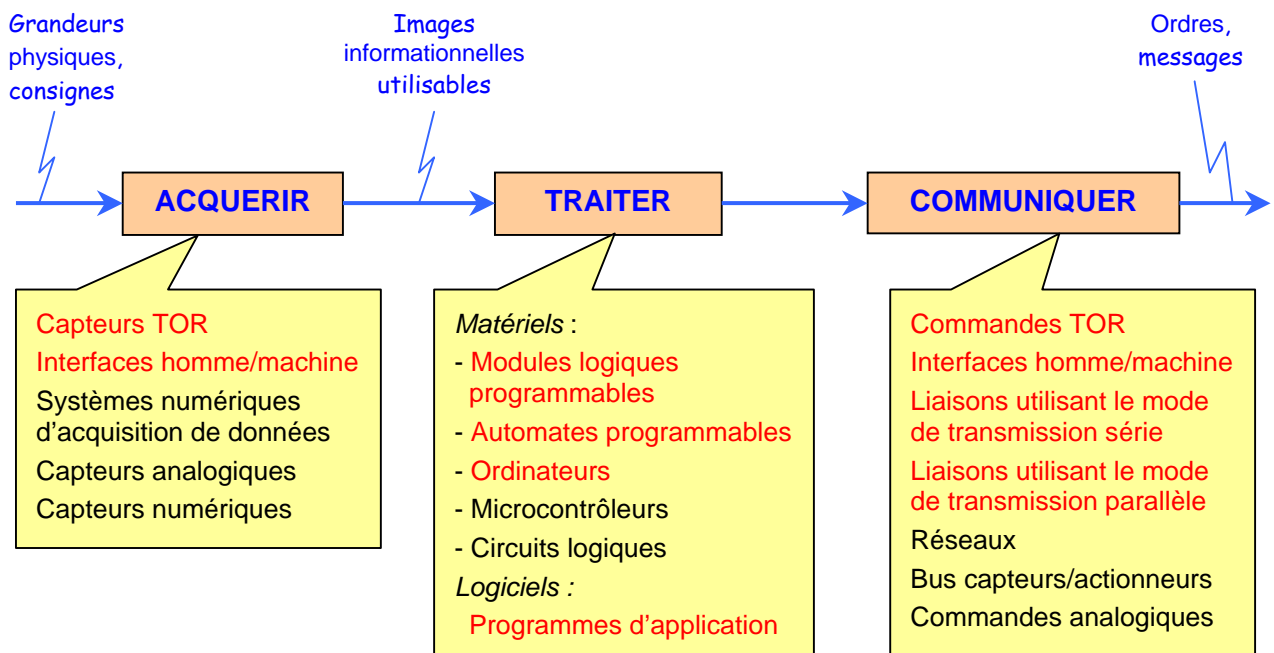 Grandeurs
physiques,
consignes
Images
informationnelles
utilisables
Ordres,
messages
ACQUERIR
TRAITER
COMMUNIQUER
Capteurs TOR
Interfaces homme/machine
Systèmes numériques
d'acquisition de données
Capteurs analogiques
Capteurs numériques
Matériels :
- Modules logiques
programmables
- Automates programmables
- Ordinateurs
- Microcontrôleurs
- Circuits logiques
Logiciels :
Programmes d'application
Commandes TOR
Interfaces homme/machine
Liaisons utilisant le mode
de transmission série
Liaisons utilisant le mode
de transmission parallèle
Réseaux
Bus capteurs/actionneurs
Commandes analogiques